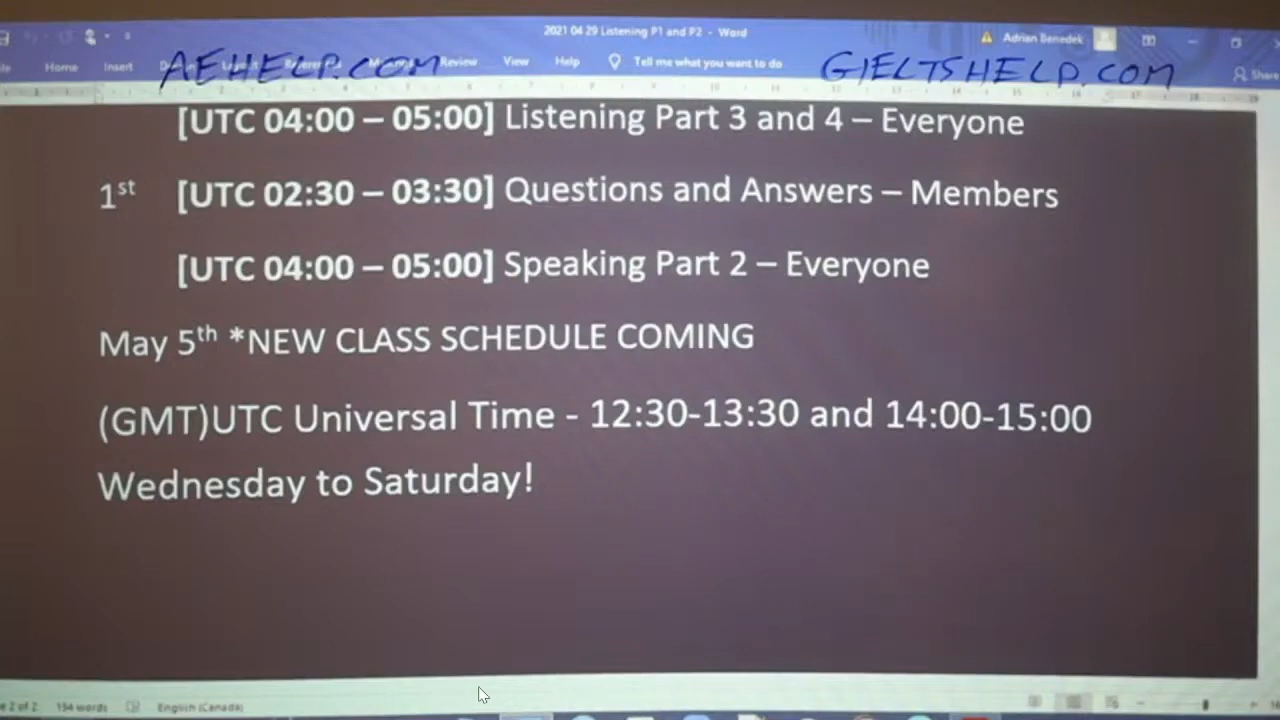 2021 04 29 Listening P1 and P2 - Word
Adrian Benedek
Home Insert Review View Help Tell me what you want to do Share
AEHELP.COM GIELTSHELP.COM
[UTC 04:00 – 05:00] Listening Part 3 and 4 – Everyone
1st [UTC 02:30 – 03:30] Questions and Answers – Members
[UTC 04:00 – 05:00] Speaking Part 2 – Everyone
May 5th *NEW CLASS SCHEDULE COMING
(GMT)UTC Universal Time - 12:30-13:30 and 14:00-15:00
Wednesday to Saturday!
2 of 2 154 words English (Canada)